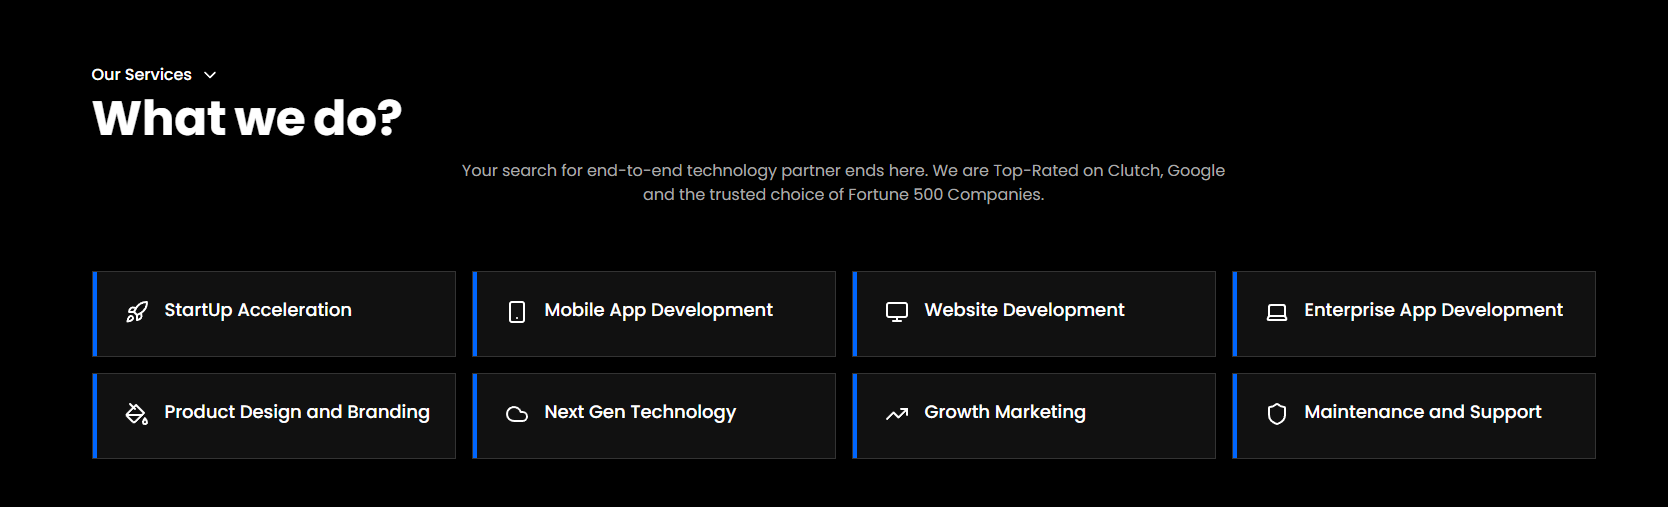 Our Services
What we do?
Your search for end-to-end technology partner ends here. We are Top-Rated on Clutch, Google
and the trusted choice of Fortune 500 Companies.
StartUp Acceleration
Mobile App Development
Website Development
Enterprise App Development
Product Design and Branding
Next Gen Technology
Growth Marketing
Maintenance and Support